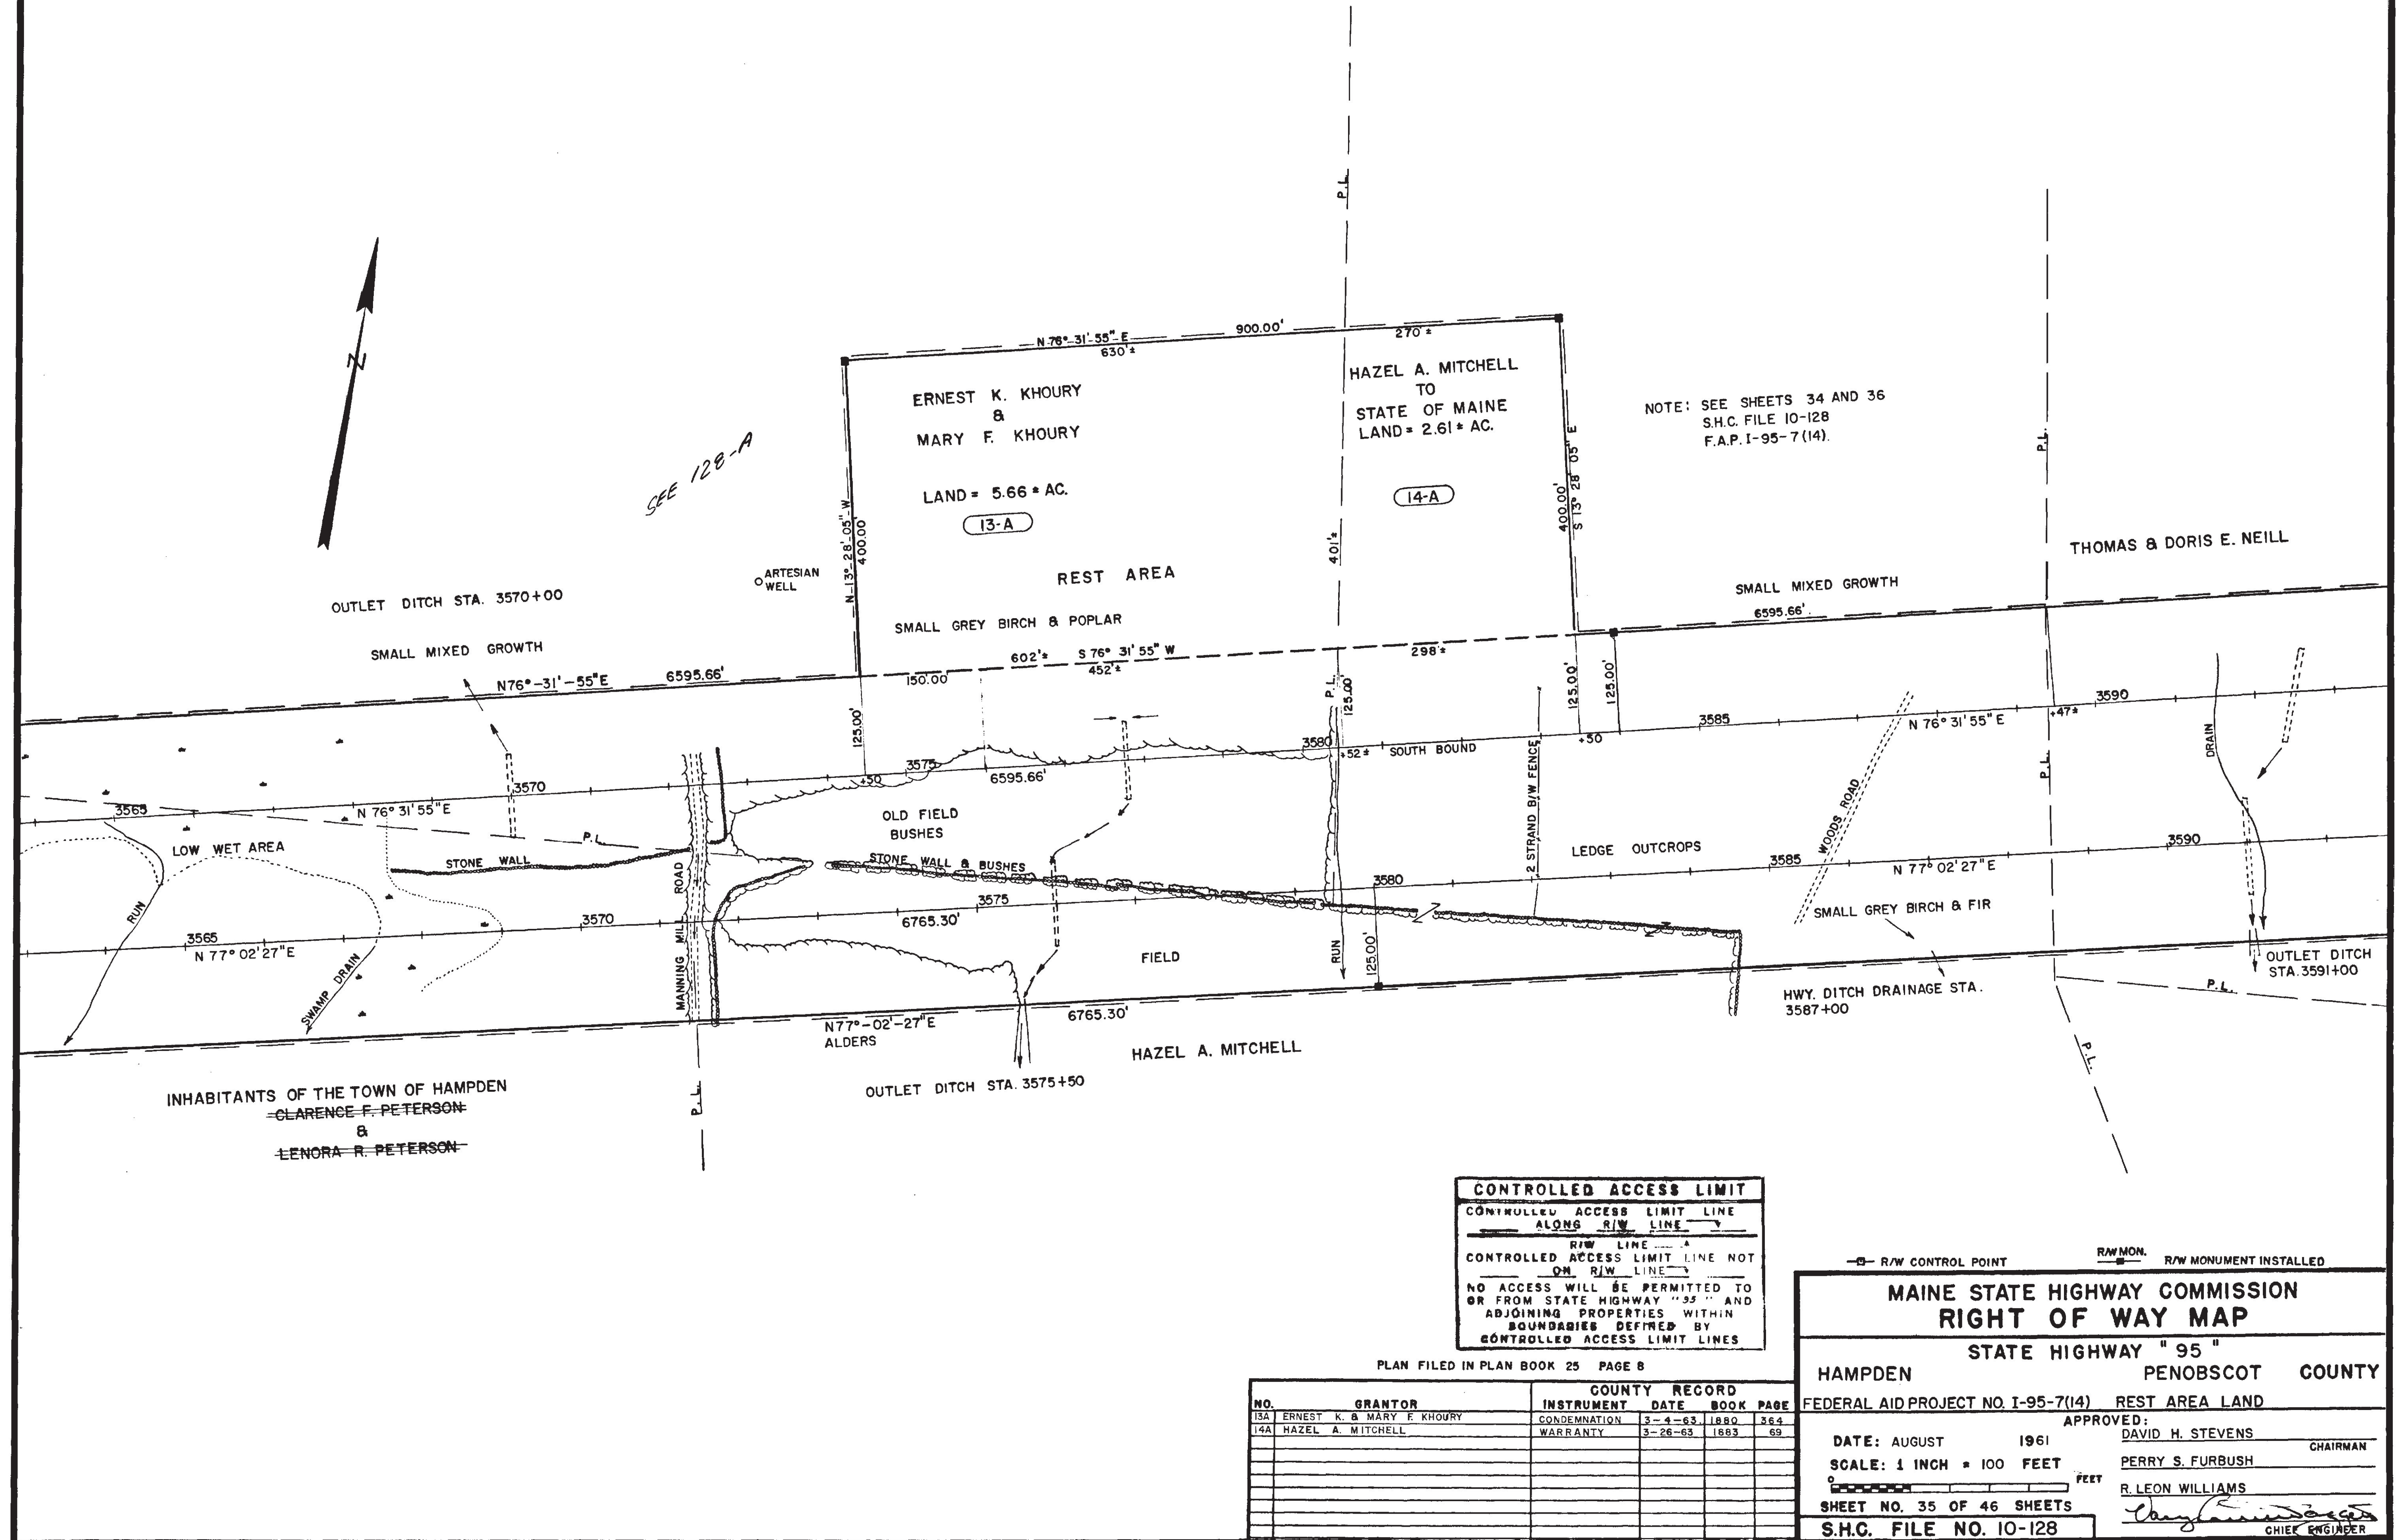 P.L.
N
SEE 128-A
N 76°-31'-55" E
900.00'
630'±
270'±
ERNEST K. KHOURY
&
MARY F. KHOURY
LAND = 5.66± AC.
13-A
HAZEL A. MITCHELL
TO
STATE OF MAINE
LAND = 2.61± AC.
14-A
NOTE: SEE SHEETS 34 AND 36
S.H.C. FILE 10-128
F.A.P. I-95-7(14).
P.L.
N-13°-28'-05"-W
400.00'
401'±
400.00'
S 13° 28' 05" E
THOMAS & DORIS E. NEILL
ARTESIAN
WELL
REST AREA
SMALL GREY BIRCH & POPLAR
OUTLET DITCH STA. 3570+00
SMALL MIXED GROWTH
SMALL MIXED GROWTH
6595.66'
N76°-31'-55"E
6595.66'
150.00
602'±
S 76° 31' 55" W
452'±
298'±
125.00'
P.L.
125.00'
125.00'
125.00'
3565
N 76° 31' 55" E
3570
+50
3575
6595.66'
3580
+52±
SOUTH BOUND
+50
3585
N 76° 31' 55" E
+47±
3590
P.L.
DRAIN
LOW WET AREA
P.L.
STONE WALL
OLD FIELD
BUSHES
STONE WALL & BUSHES
2 STRAND B/W FENCE
LEDGE OUTCROPS
WOODS ROAD
RUN
3565
N 77° 02' 27" E
SWAMP DRAIN
3570
MANNING MILL ROAD
6765.30'
3575
3580
3585
N 77° 02' 27" E
3590
FIELD
RUN
125.00'
SMALL GREY BIRCH & FIR
HWY. DITCH DRAINAGE STA.
3587+00
OUTLET DITCH
STA. 3591+00
P.L.
P.L.
N77°-02'-27"E
ALDERS
6765.30'
HAZEL A. MITCHELL
OUTLET DITCH STA. 3575+50
P.L.
INHABITANTS OF THE TOWN OF HAMPDEN
CLARENCE F. PETERSON
&
LENORA R. PETERSON
CONTROLLED ACCESS LIMIT
CONTROLLED ACCESS LIMIT LINE
ALONG R/W LINE
R/W LINE
CONTROLLED ACCESS LIMIT LINE NOT
ON R/W LINE
NO ACCESS WILL BE PERMITTED TO
OR FROM STATE HIGHWAY "95" AND
ADJOINING PROPERTIES WITHIN
BOUNDARIES DEFINED BY
CONTROLLED ACCESS LIMIT LINES
PLAN FILED IN PLAN BOOK 25 PAGE 8
COUNTY RECORD
NO. GRANTOR INSTRUMENT DATE BOOK PAGE
13A ERNEST K. & MARY F. KHOURY CONDEMNATION 3-4-63 1880 364
14A HAZEL A. MITCHELL WARRANTY 3-26-63 1883 69
R/W CONTROL POINT
R/W MON.
R/W MONUMENT INSTALLED
MAINE STATE HIGHWAY COMMISSION
RIGHT OF WAY MAP
STATE HIGHWAY "95"
HAMPDEN PENOBSCOT COUNTY
FEDERAL AID PROJECT NO. I-95-7(14) REST AREA LAND
APPROVED:
DATE: AUGUST 1961
DAVID H. STEVENS
CHAIRMAN
SCALE: 1 INCH = 100 FEET
PERRY S. FURBUSH
0 FEET
R. LEON WILLIAMS
SHEET NO. 35 OF 46 SHEETS
S.H.C. FILE NO. 10-128
CHIEF ENGINEER